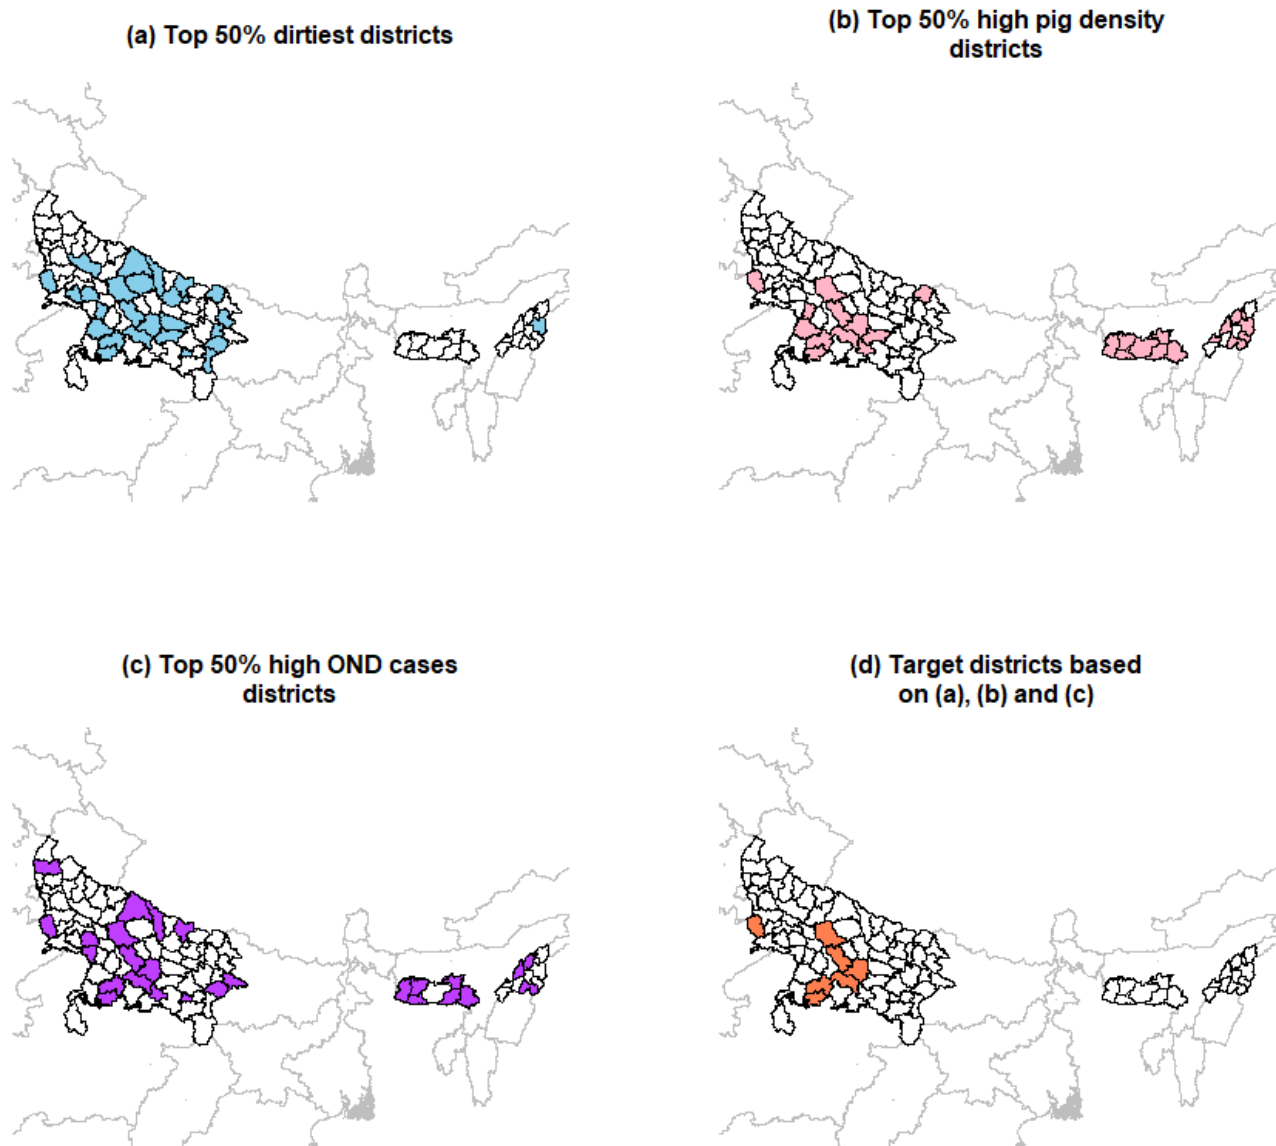 (a) Top 50% dirtiest districts
(b) Top 50% high pig density
districts
(c) Top 50% high OND cases
districts
(d) Target districts based
on (a), (b) and (c)